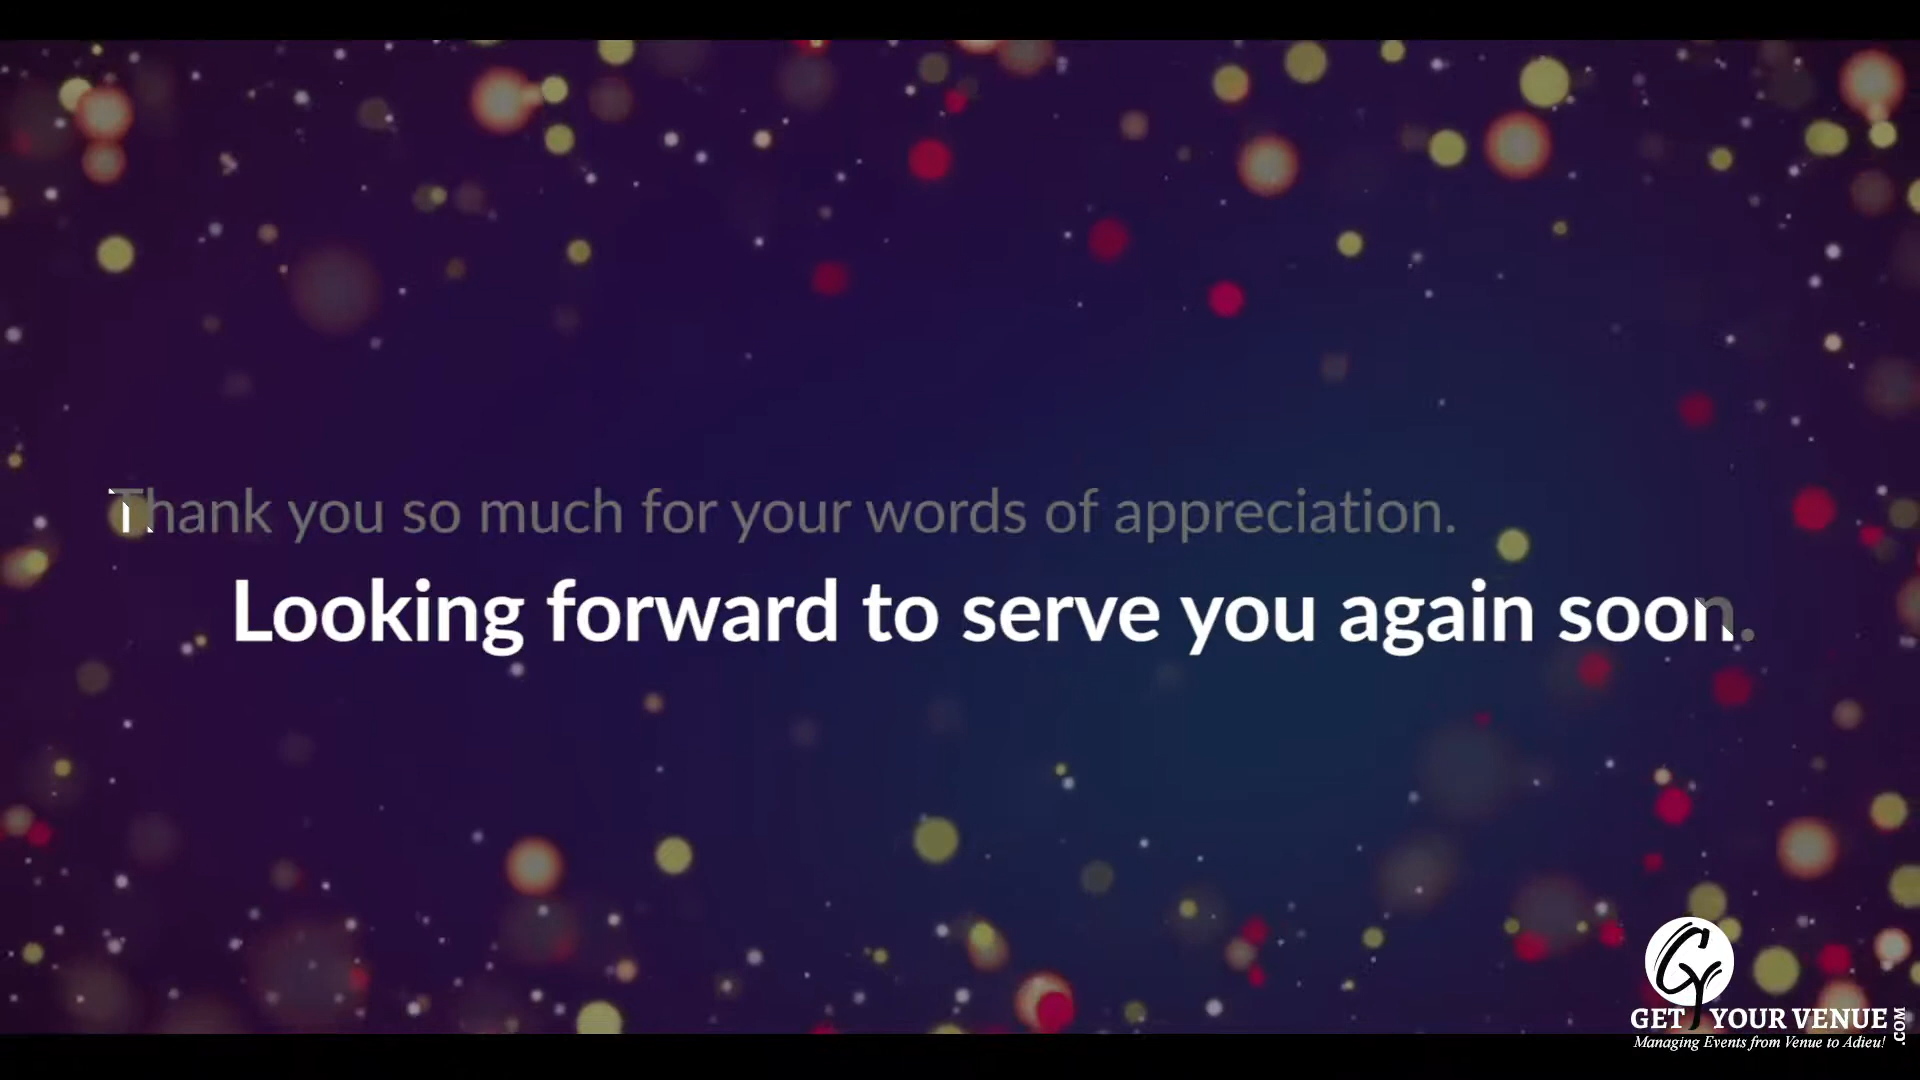 Thank you so much for your words of appreciation.
Looking forward to serve you again soon.
GY
GET YOUR VENUE .COM
Managing Events from Venue to Adieu!